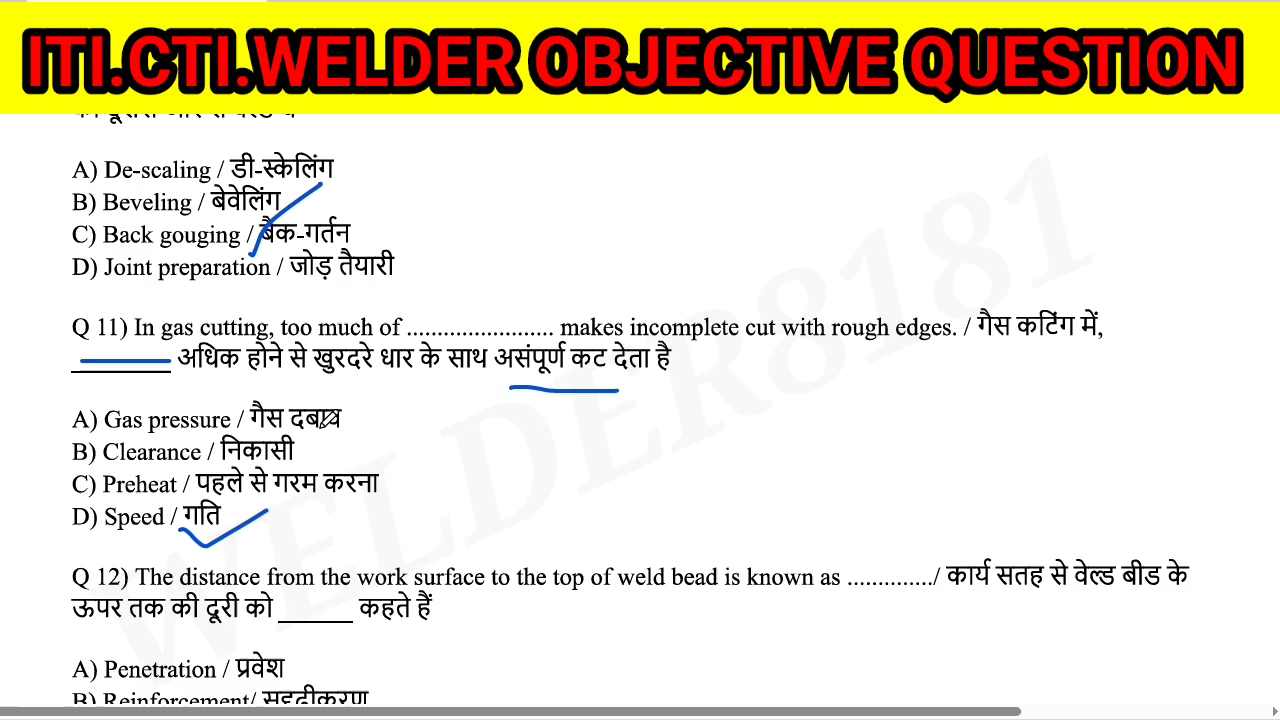 ITI.CTI.WELDER OBJECTIVE QUESTION
A) De-scaling / डी-स्केलिंग
B) Beveling / बेवेलिंग
C) Back gouging / बैक-गर्तन
D) Joint preparation / जोड़ तैयारी
Q 11) In gas cutting, too much of ........................ makes incomplete cut with rough edges. / गैस कटिंग में,
_________ अधिक होने से खुरदरे धार के साथ असंपूर्ण कट देता है
A) Gas pressure / गैस दबाव
B) Clearance / निकासी
C) Preheat / पहले से गरम करना
D) Speed / गति
Q 12) The distance from the work surface to the top of weld bead is known as ............../ कार्य सतह से वेल्ड बीड के
ऊपर तक की दूरी को ______ कहते हैं
A) Penetration / प्रवेश
B) Reinforcement/ सुदृढीकरण
WELDER8181